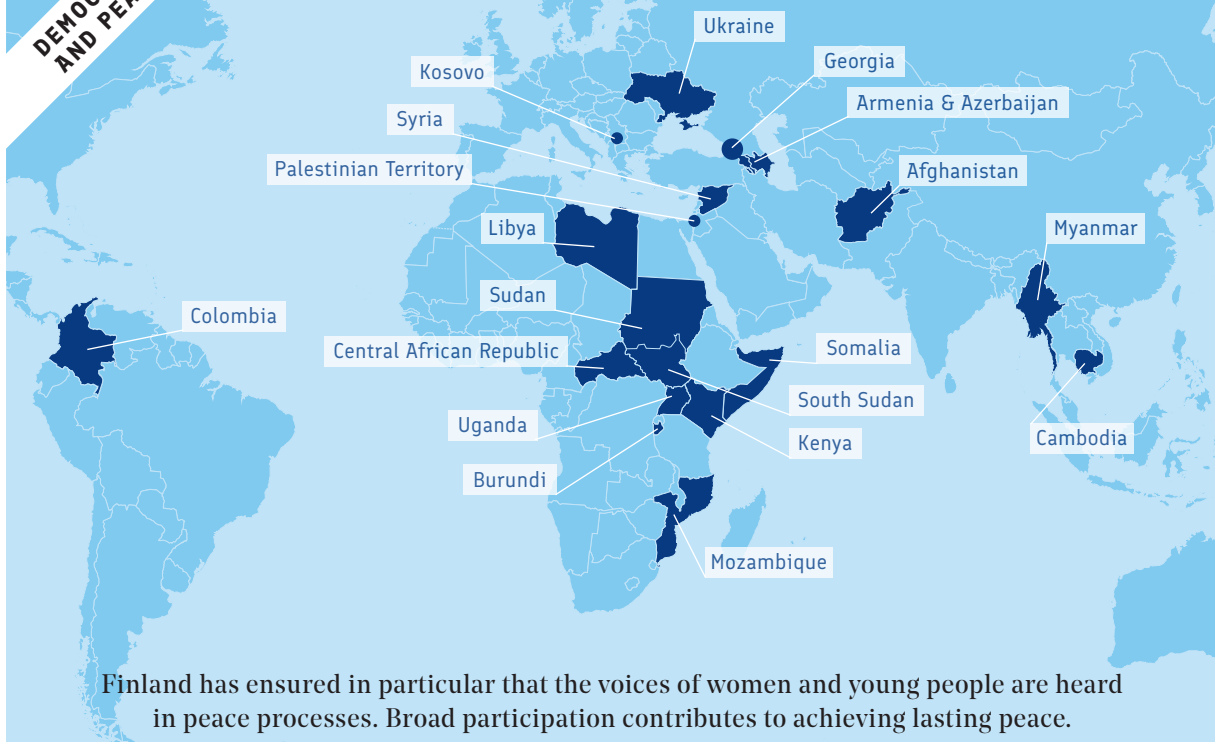 AND
Ukraine
Georgia
Kosovo
Armenia & Azerbaijan
Syria
Palestinian Territory
Afghanistan
Libya
Myanmar
Sudan
Colombia
Central African Republic
Somalia
South Sudan
Uganda
Kenya
Cambodia
Burundi
Mozambique
Finland has ensured in particular that the voices of women and young people are heard
in peace processes. Broad participation contributes to achieving lasting peace.